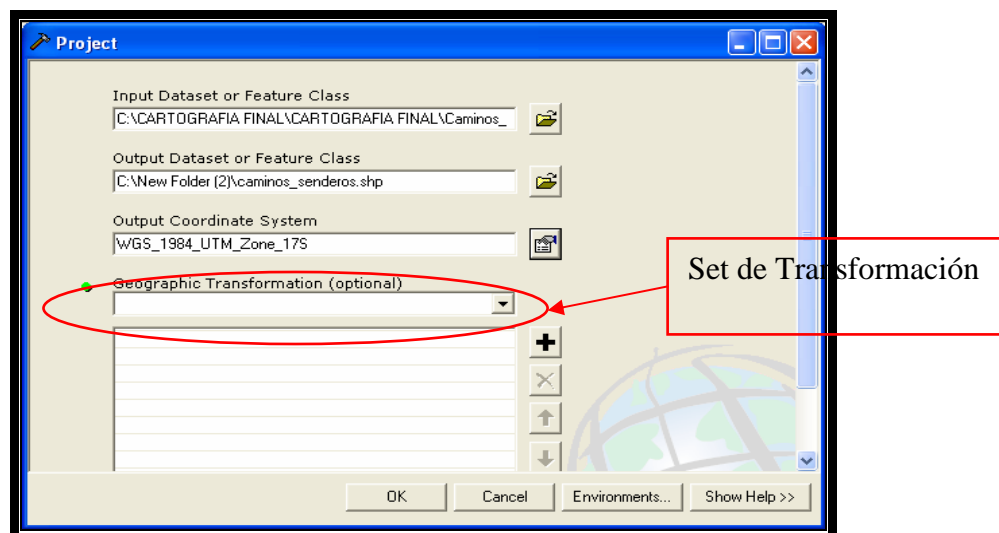 Project
Input Dataset or Feature Class
C:\CARTOGRAFIA FINAL\CARTOGRAFIA FINAL\Caminos_
Output Dataset or Feature Class
C:\New Folder (2)\caminos_senderos.shp
Output Coordinate System
WGS_1984_UTM_Zone_17S
Geographic Transformation (optional)
Set de Transformación
OK
Cancel
Environments...
Show Help >>